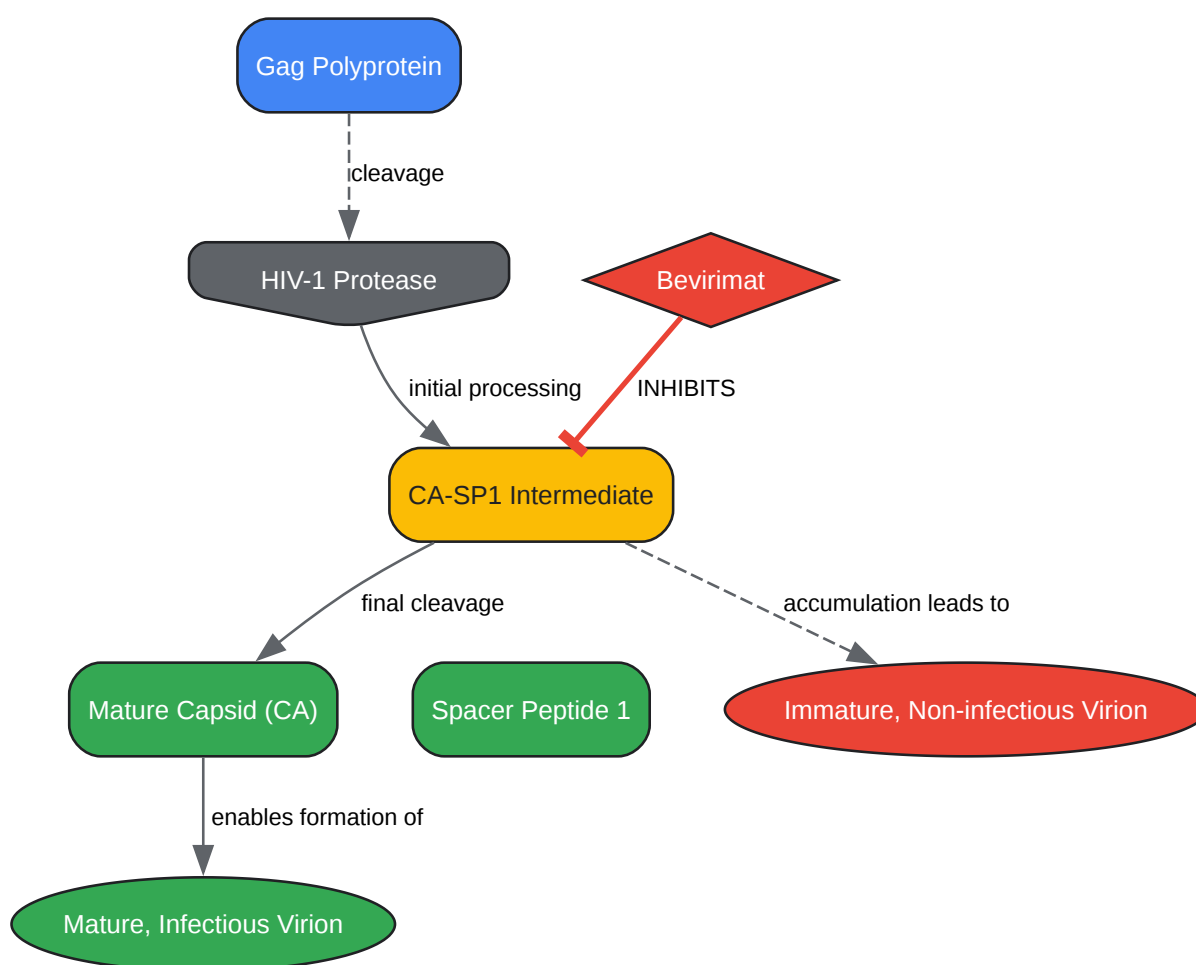 Gag Polyprotein
cleavage
HIV-1 Protease
Bevirimat
initial processing
INHIBITS
CA-SP1 Intermediate
final cleavage
accumulation leads to
Mature Capsid (CA)
Spacer Peptide 1
Immature, Non-infectious Virion
enables formation of
Mature, Infectious Virion